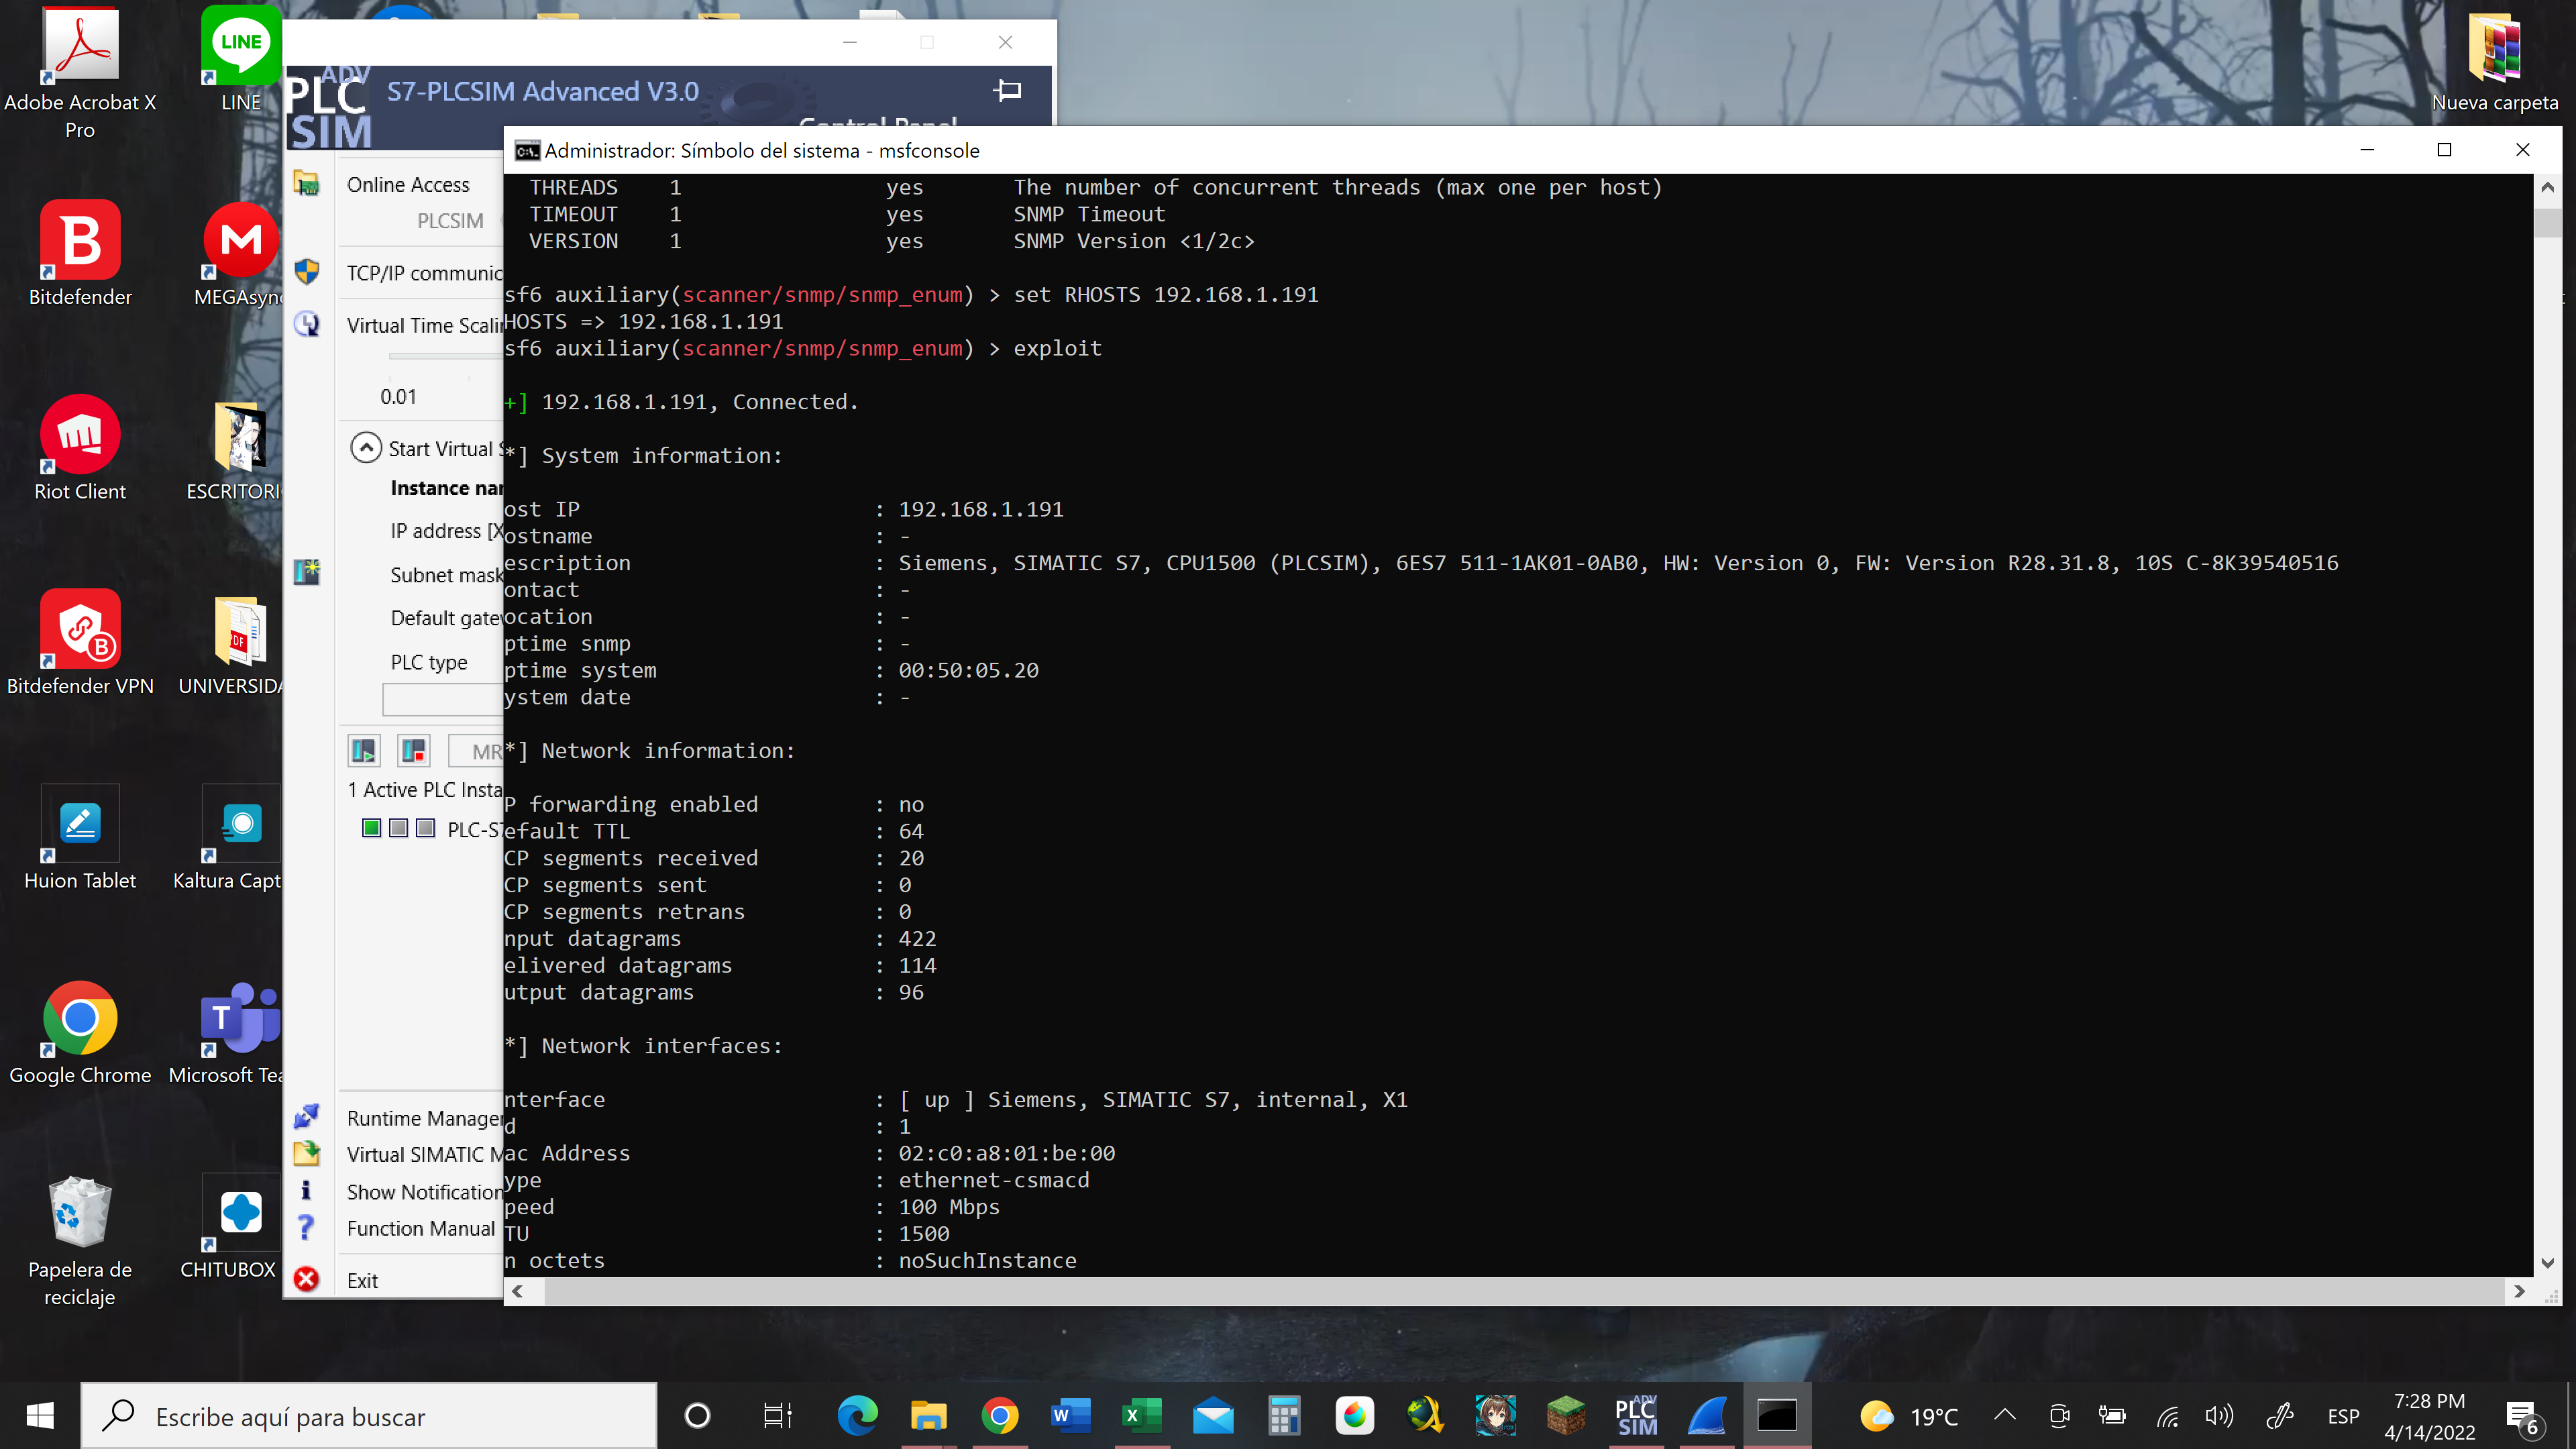 Adobe Acrobat X
Pro
LINE
LINE
Bitdefender
MEGAsync
Riot Client
ESCRITORI
Bitdefender VPN
UNIVERSIDA
Huion Tablet
Kaltura Capt
Google Chrome
Microsoft Tea
Papelera de
reciclaje
CHITUBOX
Nueva carpeta
ADV
PLC
SIM
S7-PLCSIM Advanced V3.0
Control Panel
Online Access
PLCSIM
TCP/IP communic
Virtual Time Scalin
0.01
Start Virtual S
Instance nam
IP address [X
Subnet mask
Default gatew
PLC type
MR
1 Active PLC Insta
PLC-S7
Runtime Manager
Virtual SIMATIC M
Show Notification
Function Manual
Exit
Administrador: Símbolo del sistema - msfconsole
THREADS 1 yes The number of concurrent threads (max one per host)
TIMEOUT 1 yes SNMP Timeout
VERSION 1 yes SNMP Version <1/2c>
sf6 auxiliary(scanner/snmp/snmp_enum) > set RHOSTS 192.168.1.191
HOSTS => 192.168.1.191
sf6 auxiliary(scanner/snmp/snmp_enum) > exploit
+] 192.168.1.191, Connected.
*] System information:
ost IP : 192.168.1.191
ostname : -
escription : Siemens, SIMATIC S7, CPU1500 (PLCSIM), 6ES7 511-1AK01-0AB0, HW: Version 0, FW: Version R28.31.8, 10S C-8K39540516
ontact : -
ocation : -
ptime snmp : -
ptime system : 00:50:05.20
ystem date : -
*] Network information:
P forwarding enabled : no
efault TTL : 64
CP segments received : 20
CP segments sent : 0
CP segments retrans : 0
nput datagrams : 422
elivered datagrams : 114
utput datagrams : 96
*] Network interfaces:
nterface : [ up ] Siemens, SIMATIC S7, internal, X1
d : 1
ac Address : 02:c0:a8:01:be:00
ype : ethernet-csmacd
peed : 100 Mbps
TU : 1500
n octets : noSuchInstance
Escribe aquí para buscar
ADV
PLC
SIM
19°C
ESP
7:28 PM
4/14/2022
6